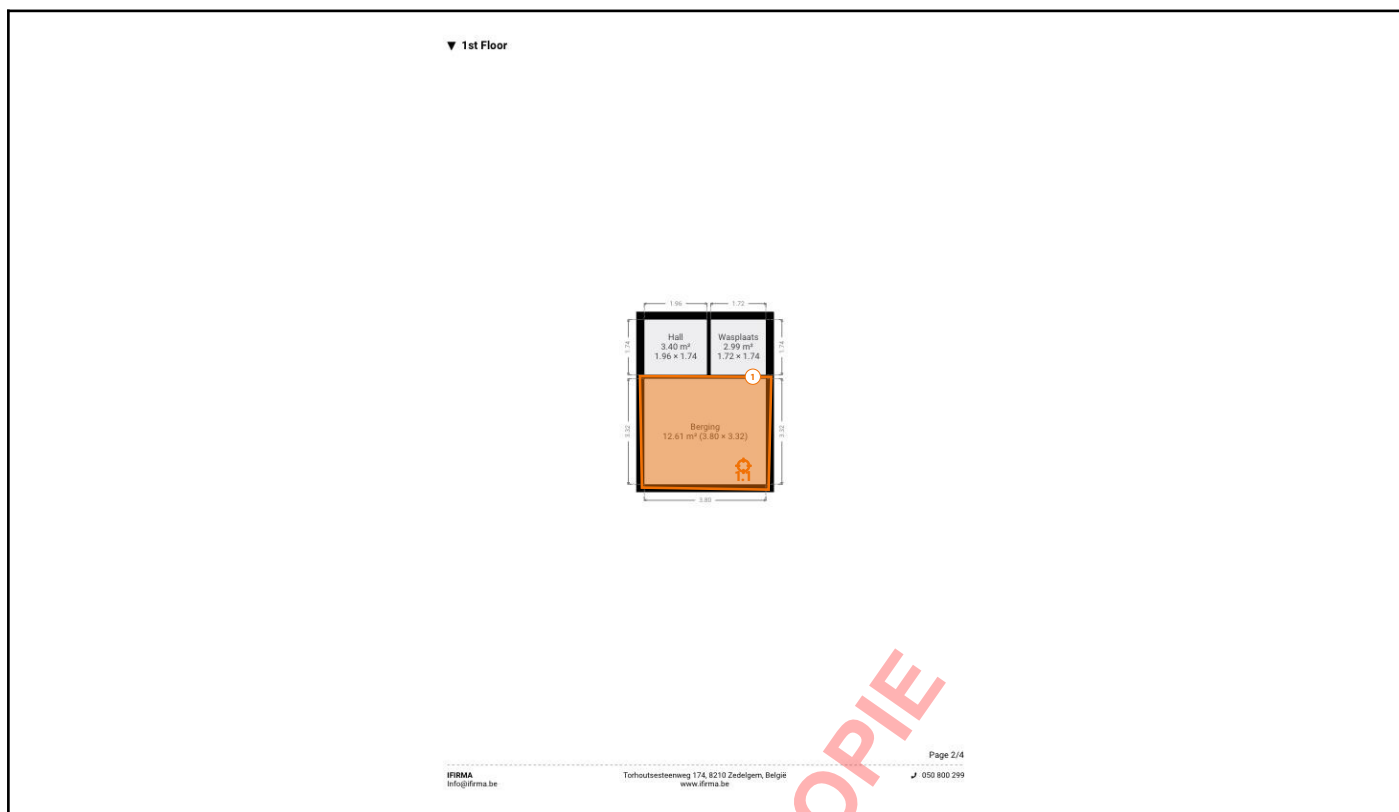 ▼ 1st Floor
1.96
1.72
1.74
Hall
3.40 m²
1.96 × 1.74
Wasplaats
2.99 m²
1.72 × 1.74
1.74
1
3.32
Berging
12.61 m² (3.80 × 3.32)
3.32
1.1
3.80
OPIE
Page 2/4
IFIRMA
Info@ifirma.be
Torhoutsesteenweg 174, 8210 Zedelgem, België
www.ifirma.be
050 800 299